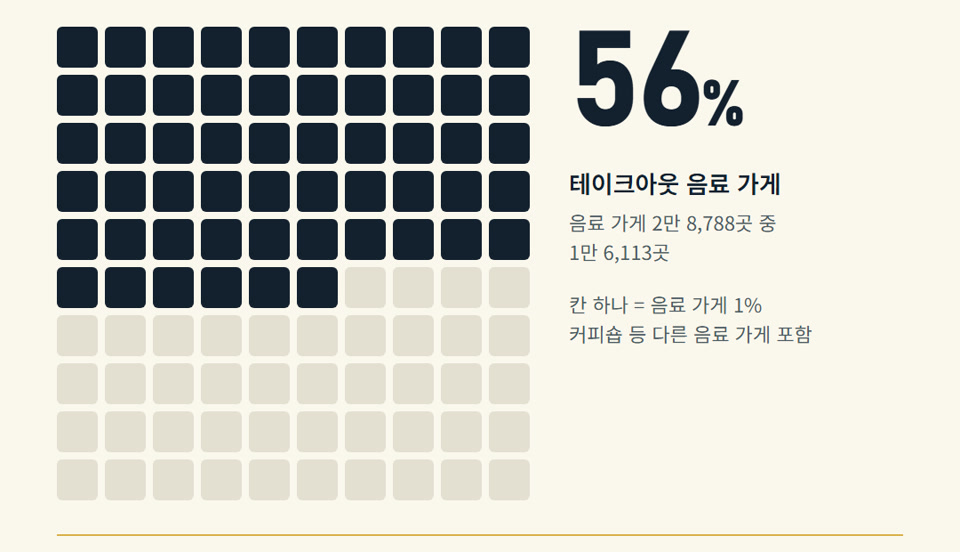 56%
테이크아웃 음료 가게
음료 가게 2만 8,788곳 중
1만 6,113곳
칸 하나 = 음료 가게 1%
커피숍 등 다른 음료 가게 포함